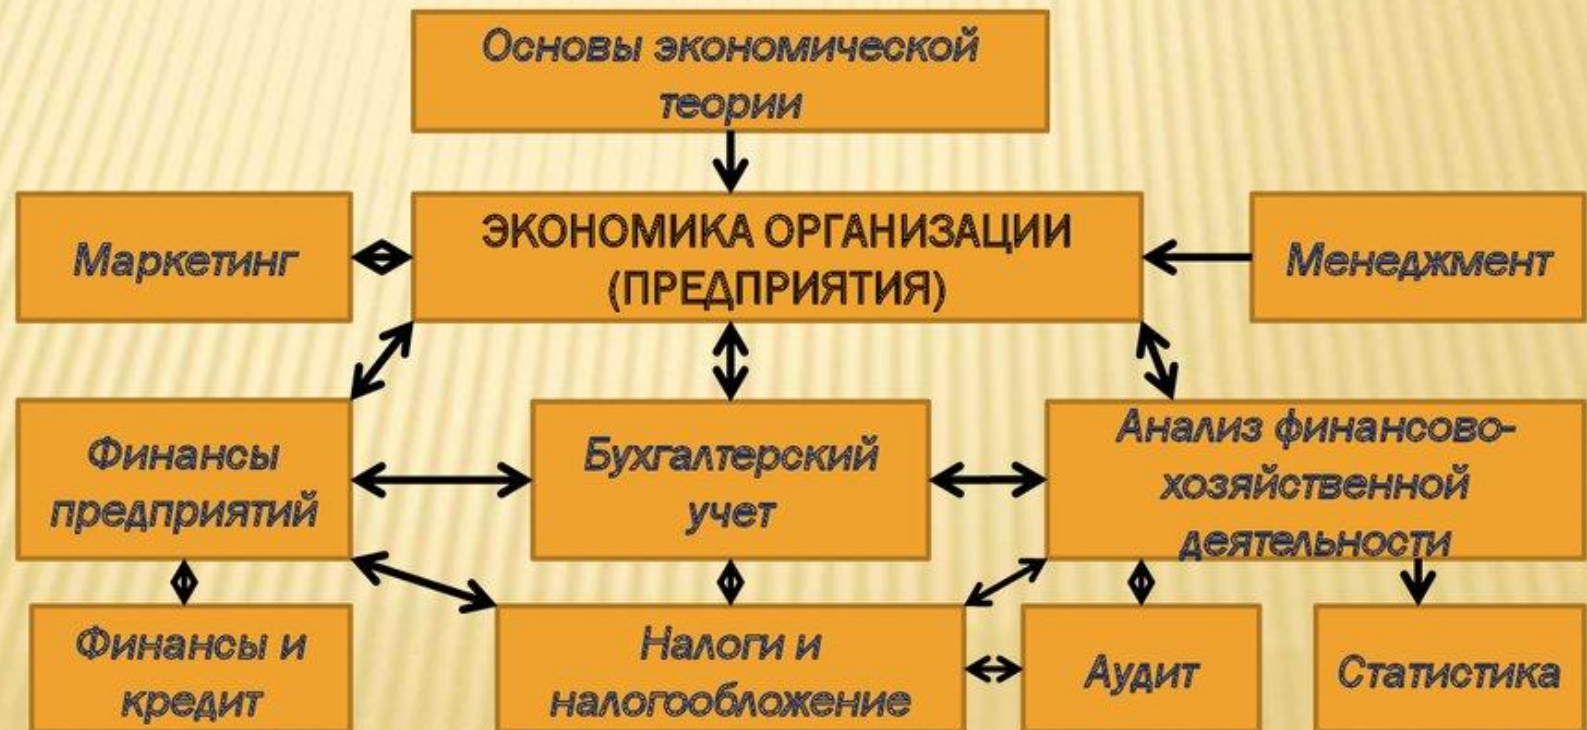 Основы экономической
теории
Маркетинг
ЭКОНОМИКА ОРГАНИЗАЦИИ
(ПРЕДПРИЯТИЯ)
Менеджмент
Финансы
предприятий
Бухгалтерский
учет
Анализ финансово-
хозяйственной
деятельности
Финансы и
кредит
Налоги и
налогообложение
Аудит
Статистика